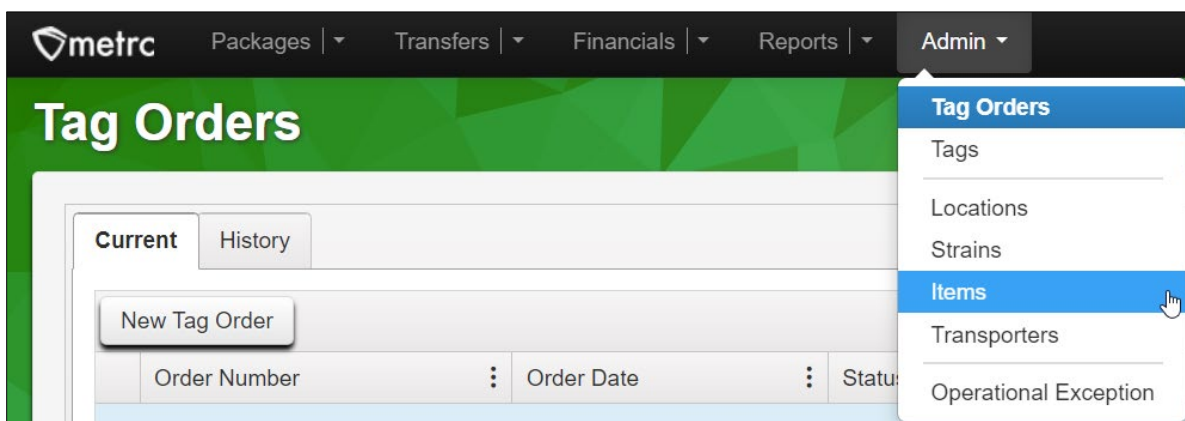 metrc Packages Transfers Financials Reports Admin
Tag Orders
Tag Orders
Tags
Locations
Strains
Items
Transporters
Operational Exception
Current History
New Tag Order
Order Number Order Date